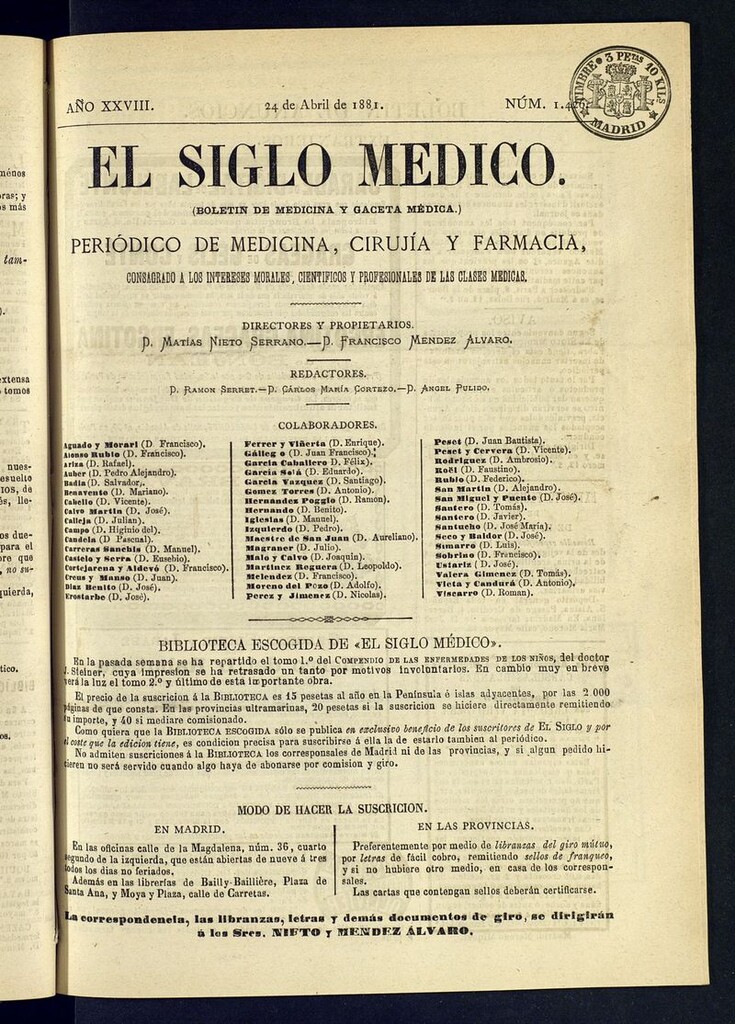 AÑO XXVIII. 24 de Abril de 1881. NÚM. 1.426.
TIMBRE 3 PETAS 10 KILS
MADRID
EL SIGLO MEDICO.
(BOLETIN DE MEDICINA Y GACETA MÉDICA.)
PERIÓDICO DE MEDICINA, CIRUJÍA Y FARMACIA,
CONSAGRADO A LOS INTERESES MORALES, CIENTIFICOS Y PROFESIONALES DE LAS CLASES MEDICAS.
DIRECTORES Y PROPIETARIOS.
D. MATÍAS NIETO SERRANO.—D. FRANCISCO MENDEZ ALVARO.
REDACTORES.
D. RAMON SERRET.—D. CÁRLOS MARÍA CORTEZO.—D. ANGEL PULIDO.
COLABORADORES.
Aguado y Morari (D. Francisco).
Alonso Rubio (D. Francisco).
Ariza (D. Rafael).
Auber (D. Pedro Alejandro).
Badia (D. Salvador).
Benavento (D. Mariano).
Cabello (D. Vicente).
Calvo Martin (D. José).
Calleja (D. Julian).
Campo (D. Higinio del).
Candela (D Pascual).
Carreras Sanchis (D. Manuel).
Castelo y Serra (D. Eusebio).
Cortejarena y Aldevó (D. Francisco).
Creus y Manso (D. Juan).
Diaz Benito (D. José).
Erostarbe (D. José).
Ferrer y Viñerta (D. Enrique).
Gállego (D. Juan Francisco).
García Caballero D. Félix).
García Solá (D. Eduardo).
García Vazquez (D. Santiago).
Gomez Torres (D. Antonio).
Hernandez Poggio (D. Ramon).
Hernando (D. Benito).
Iglesias (D. Manuel).
Izquierdo (D. Pedro).
Maestre de San Juan (D. Aureliano).
Magraner (D. Julio).
Malo y Calvo (D. Joaquin).
Martinez Reguera (D. Leopoldo).
Melendez (D. Francisco).
Moreno del Pozo (D. Adolfo).
Perez y Jimenez (D. Nicolas).
Peset (D. Juan Bautista).
Peset y Cervera (D. Vicente).
Rodriguez (D. Ambrosio).
Roël (D. Faustino).
Rubio (D. Federico).
San Martin (D. Alejandro).
San Miguel y Puente (D. José).
Santero (D. Tomás).
Santero (D. Javier).
Santucho (D. José María).
Seco y Baldor (D. José).
Simarro (D. Luis).
Sobrino (D. Francisco).
Ustariz (D. José).
Valera Gimenez (D. Tomás).
Vieta y Candurá (D. Antonio).
Viscarro (D. Roman).
BIBLIOTECA ESCOGIDA DE «EL SIGLO MÉDICO».
En la pasada semana se ha repartido el tomo 1.º del COMPENDIO DE LAS ENFERMEDADES DE LOS NIÑOS, del doctor
J. Steiner, cuya impresion se ha retrasado un tanto por motivos involuntarios. En cambio muy en breve
verá la luz el tomo 2.º y último de esta importante obra.
El precio de la suscricion á la BIBLIOTECA es 15 pesetas al año en la Península é islas adyacentes, por las 2 000
páginas de que consta. En las provincias ultramarinas, 20 pesetas si la suscricion se hiciere directamente remitiendo
su importe, y 40 si mediare comisionado.
Como quiera que la BIBLIOTECA ESCOGIDA sólo se publica en exclusivo beneficio de los suscritores de EL SIGLO y por
el coste que la edicion tiene, es condicion precisa para suscribirse á ella la de estarlo tambien al periódico.
No admiten suscriciones á la BIBLIOTECA los corresponales de Madrid ni de las provincias, y si algun pedido hi-
cieren no será servido cuando algo haya de abonarse por comision y giro.
MODO DE HACER LA SUSCRICION.
EN MADRID.
En las oficinas calle de la Magdalena, núm. 36, cuarto
segundo de la izquierda, que están abiertas de nueve á tres
todos los dias no feriados.
Además en las librerías de Bailly-Baillière, Plaza de
Santa Ana, y Moya y Plaza, calle de Carretas.
EN LAS PROVINCIAS.
Preferentemente por medio de libranzas del giro mútuo,
por letras de fácil cobro, remitiendo sellos de franqueo,
y si no hubiere otro medio, en casa de los correspon-
sales.
Las cartas que contengan sellos deberán certificarse.
La correspondencia, las libranzas, letras y demás documentos de giro, se dirigirán
á los Sres. NIETO y MENDEZ ÁLVARO.